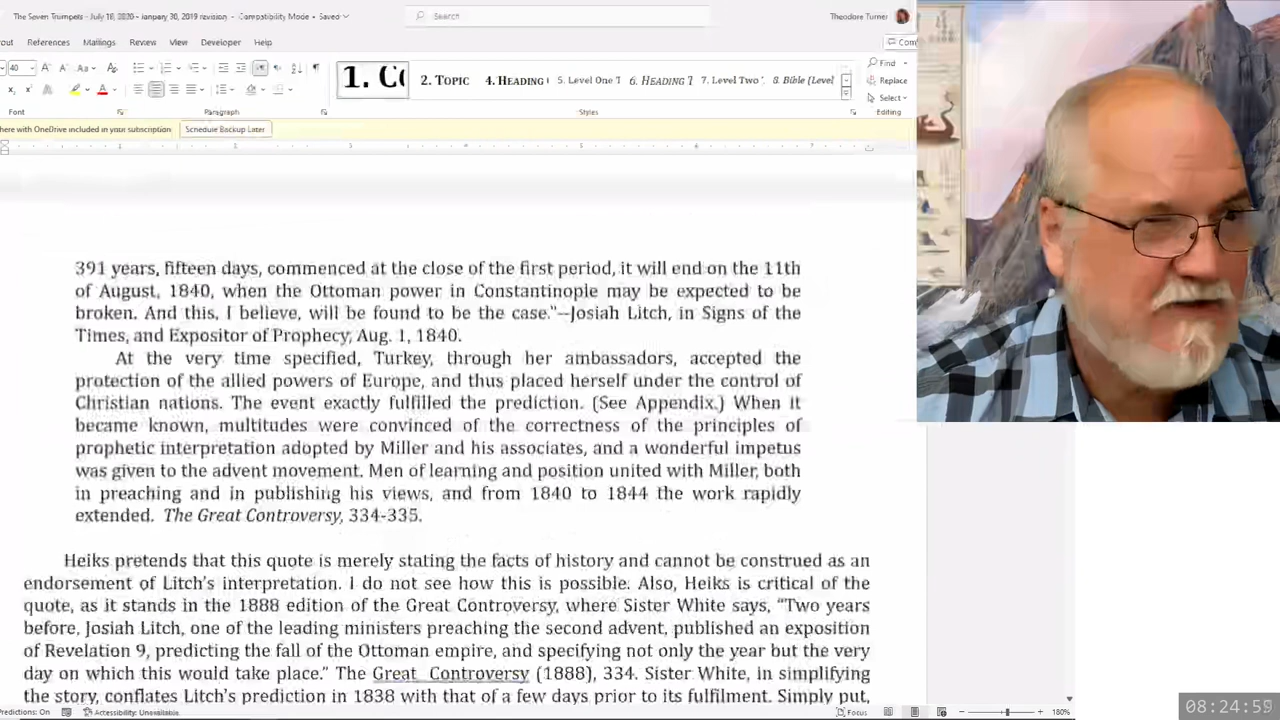 The Seven Trumpets - July 18, 2020 - January 30, 2019 revision - Compatibility Mode - Saved
Search
Theodore Turner
out References Mailings Review View Developer Help
Com
40
1. Co 2. TOPIC 4. HEADING 5. Level One T 6. HEADING T 7. Level Two 8. Bible (Level
Find
Replace
Select
Font Paragraph Styles Editing
here with OneDrive included in your subscription Schedule Backup Later
391 years, fifteen days, commenced at the close of the first period, it will end on the 11th
of August, 1840, when the Ottoman power in Constantinople may be expected to be
broken. And this, I believe, will be found to be the case."--Josiah Litch, in Signs of the
Times, and Expositor of Prophecy, Aug. 1, 1840.
At the very time specified, Turkey, through her ambassadors, accepted the
protection of the allied powers of Europe, and thus placed herself under the control of
Christian nations. The event exactly fulfilled the prediction. (See Appendix.) When it
became known, multitudes were convinced of the correctness of the principles of
prophetic interpretation adopted by Miller and his associates, and a wonderful impetus
was given to the advent movement. Men of learning and position united with Miller, both
in preaching and in publishing his views, and from 1840 to 1844 the work rapidly
extended. The Great Controversy, 334-335.
Heiks pretends that this quote is merely stating the facts of history and cannot be construed as an
endorsement of Litch's interpretation. I do not see how this is possible. Also, Heiks is critical of the
quote, as it stands in the 1888 edition of the Great Controversy, where Sister White says, "Two years
before, Josiah Litch, one of the leading ministers preaching the second advent, published an exposition
of Revelation 9, predicting the fall of the Ottoman empire, and specifying not only the year but the very
day on which this would take place." The Great Controversy (1888), 334. Sister White, in simplifying
the story, conflates Litch's prediction in 1838 with that of a few days prior to its fulfilment. Simply put,
Predictions: On Accessibility: Unavailable Focus 180%
08:24:59